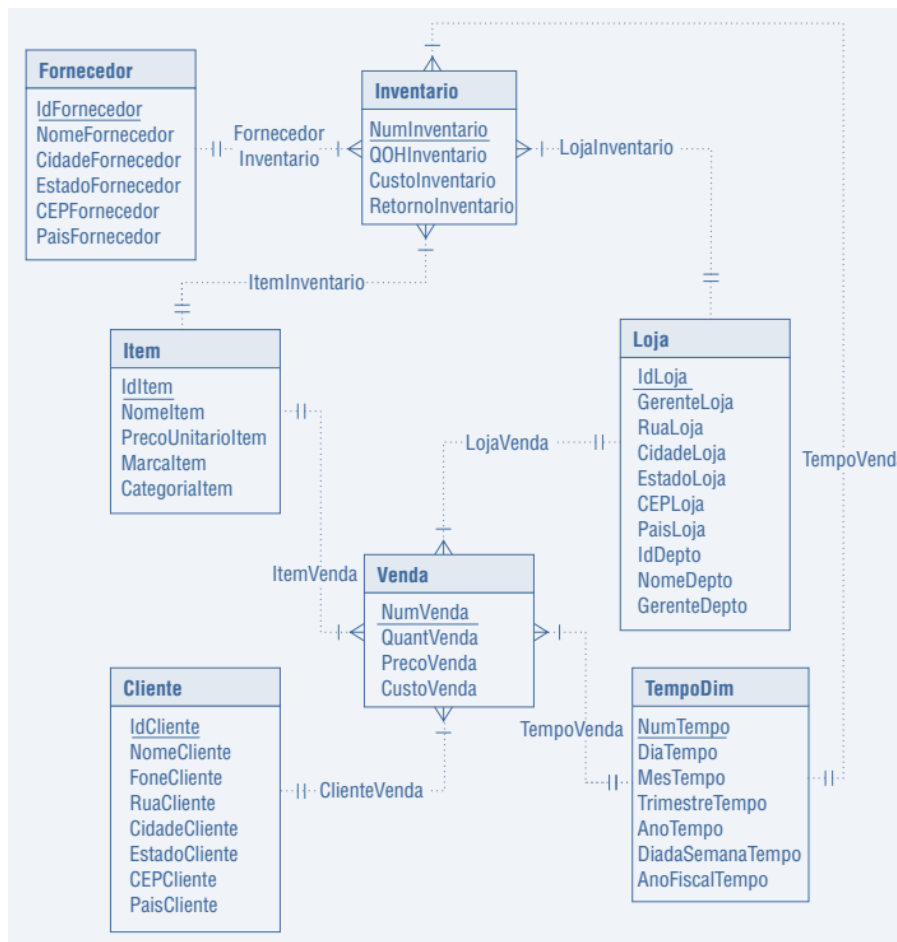 Fornecedor
IdFornecedor
NomeFornecedor
CidadeFornecedor
EstadoFornecedor
CEPFornecedor
PaisFornecedor
Fornecedor
Inventario
Inventario
NumInventario
QOHInventario
CustoInventario
RetornoInventario
LojaInventario
ItemInventario
Item
IdItem
NomeItem
PrecoUnitarioItem
MarcaItem
CategoriaItem
Loja
IdLoja
GerenteLoja
RuaLoja
CidadeLoja
EstadoLoja
CEPLoja
PaisLoja
IdDepto
NomeDepto
GerenteDepto
LojaVenda
TempoVend
ItemVenda
Venda
NumVenda
QuantVenda
PrecoVenda
CustoVenda
Cliente
IdCliente
NomeCliente
FoneCliente
RuaCliente
CidadeCliente
EstadoCliente
CEPCliente
PaisCliente
ClienteVenda
TempoVenda
TempoDim
NumTempo
DiaTempo
MesTempo
TrimestreTempo
AnoTempo
DiadaSemanaTempo
AnoFiscalTempo